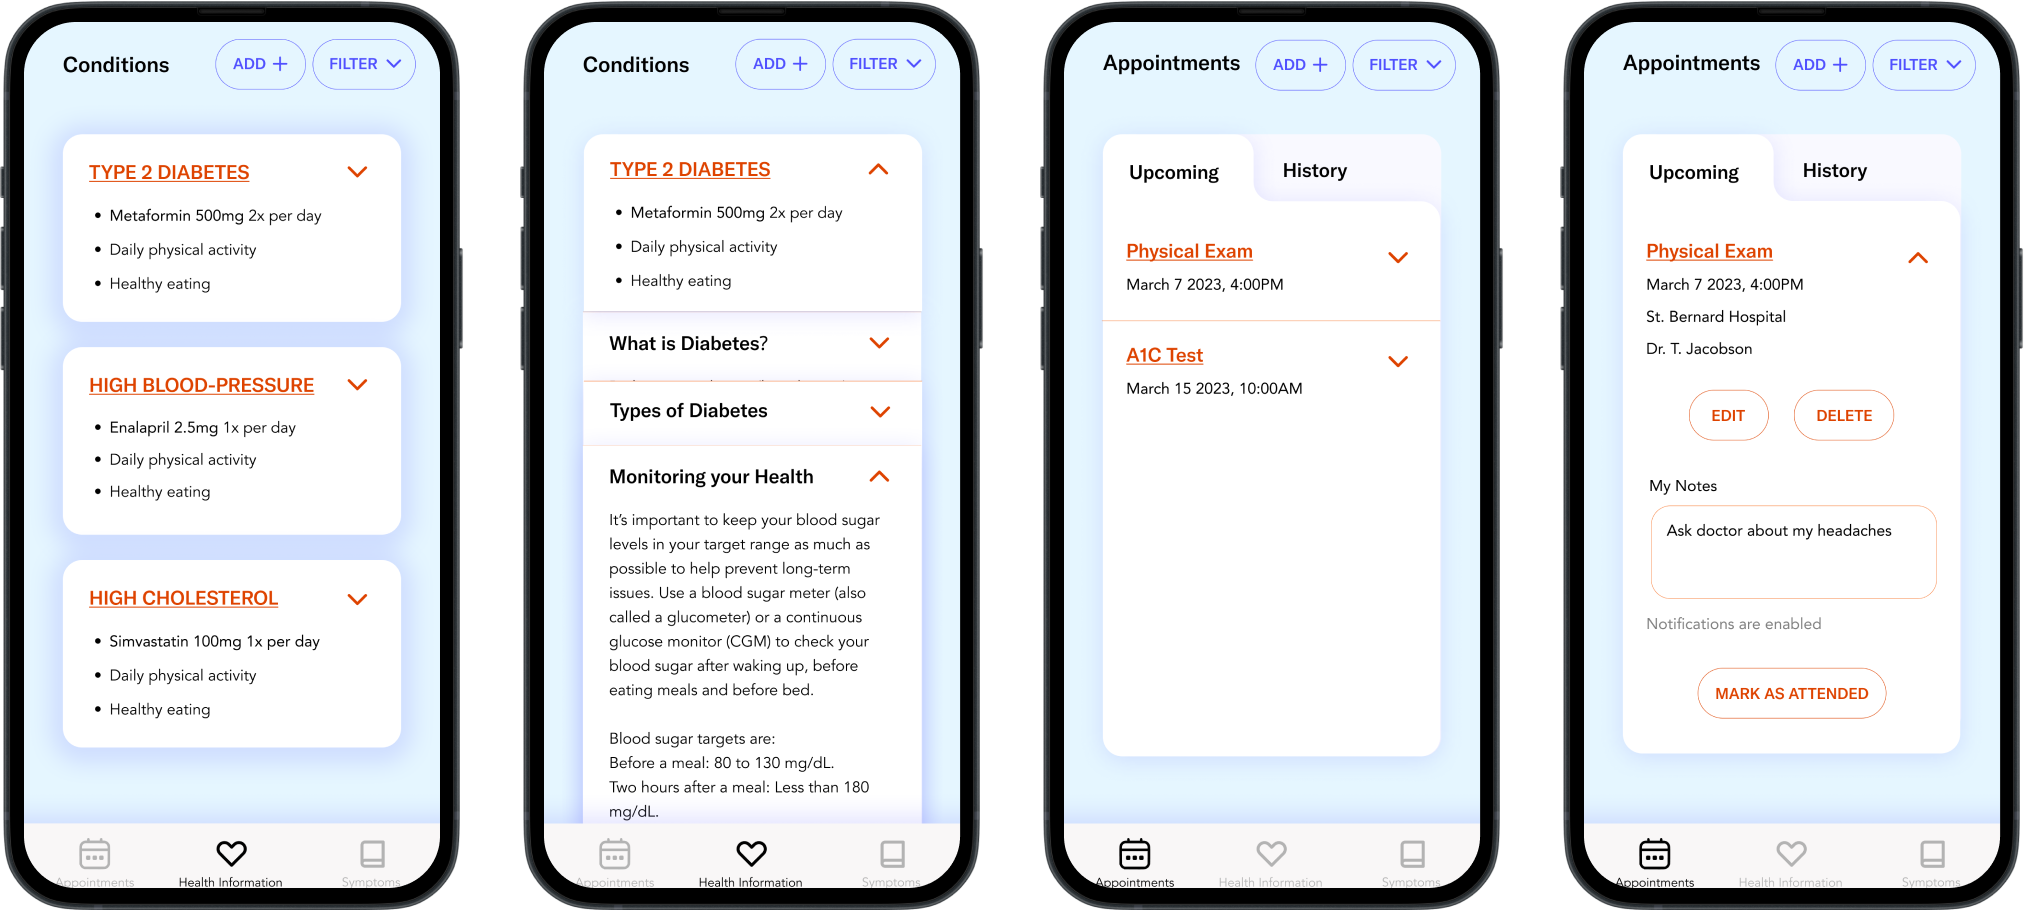 Conditions
ADD +
FILTER
TYPE 2 DIABETES
• Metaformin 500mg 2x per day
• Daily physical activity
• Healthy eating
HIGH BLOOD-PRESSURE
• Enalapril 2.5mg 1x per day
• Daily physical activity
• Healthy eating
HIGH CHOLESTEROL
• Simvastatin 100mg 1x per day
• Daily physical activity
• Healthy eating
Appointments
Health Information
Symptoms
Conditions
ADD +
FILTER
TYPE 2 DIABETES
• Metaformin 500mg 2x per day
• Daily physical activity
• Healthy eating
What is Diabetes?
Types of Diabetes
Monitoring your Health
It’s important to keep your blood sugar
levels in your target range as much as
possible to help prevent long-term
issues. Use a blood sugar meter (also
called a glucometer) or a continuous
glucose monitor (CGM) to check your
blood sugar after waking up, before
eating meals and before bed.
Blood sugar targets are:
Before a meal: 80 to 130 mg/dL.
Two hours after a meal: Less than 180
mg/dL.
Appointments
Health Information
Symptoms
Appointments
ADD +
FILTER
Upcoming
History
Physical Exam
March 7 2023, 4:00PM
A1C Test
March 15 2023, 10:00AM
Appointments
Health Information
Symptoms
Appointments
ADD +
FILTER
Upcoming
History
Physical Exam
March 7 2023, 4:00PM
St. Bernard Hospital
Dr. T. Jacobson
EDIT
DELETE
My Notes
Ask doctor about my headaches
Notifications are enabled
MARK AS ATTENDED
Appointments
Health Information
Symptoms